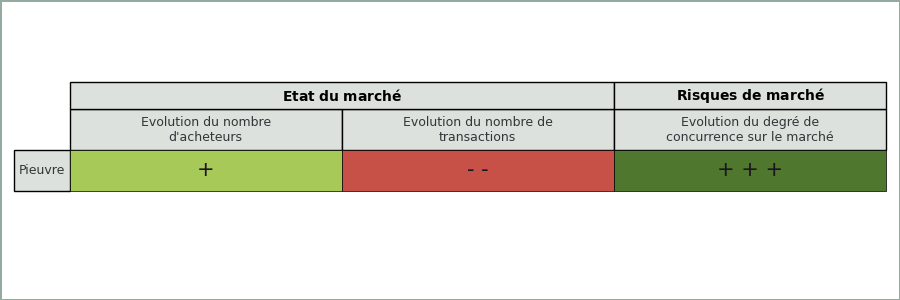 Etat du marché
Risques de marché
Evolution du nombre
d'acheteurs
Evolution du nombre de
transactions
Evolution du degré de
concurrence sur le marché
Pieuvre
+
- -
+ + +